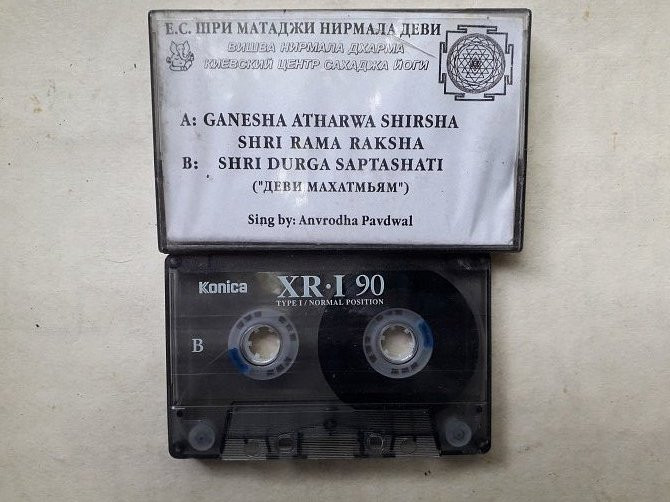 Е.С. ШРИ МАТАДЖИ НИРМАЛА ДЕВИ
ВИШВА НИРМАЛА ДХАРМА
КИЕВСКИЙ ЦЕНТР САХАДЖА ЙОГИ
A: GANESHA ATHARWA SHIRSHA
SHRI RAMA RAKSHA
B: SHRI DURGA SAPTASHATI
("ДЕВИ МАХАТМЬЯМ")
Sing by: Anvrodha Pavdwal
Konica XR·I 90
TYPE I / NORMAL POSITION
B